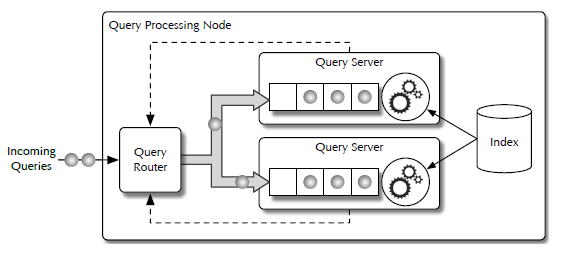 Query Processing Node
Query Server
Incoming
Queries
Query
Router
Index
Query Server